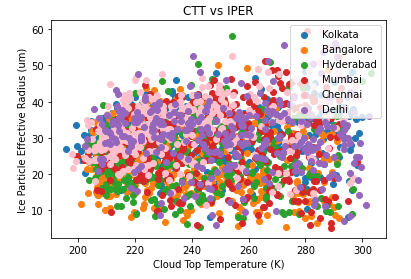 CTT vs IPER
60
50
40
30
20
10
Ice Particle Effective Radius (um)
Kolkata
Bangalore
Hyderabad
Mumbai
Chennai
Delhi
200 220 240 260 280 300
Cloud Top Temperature (K)